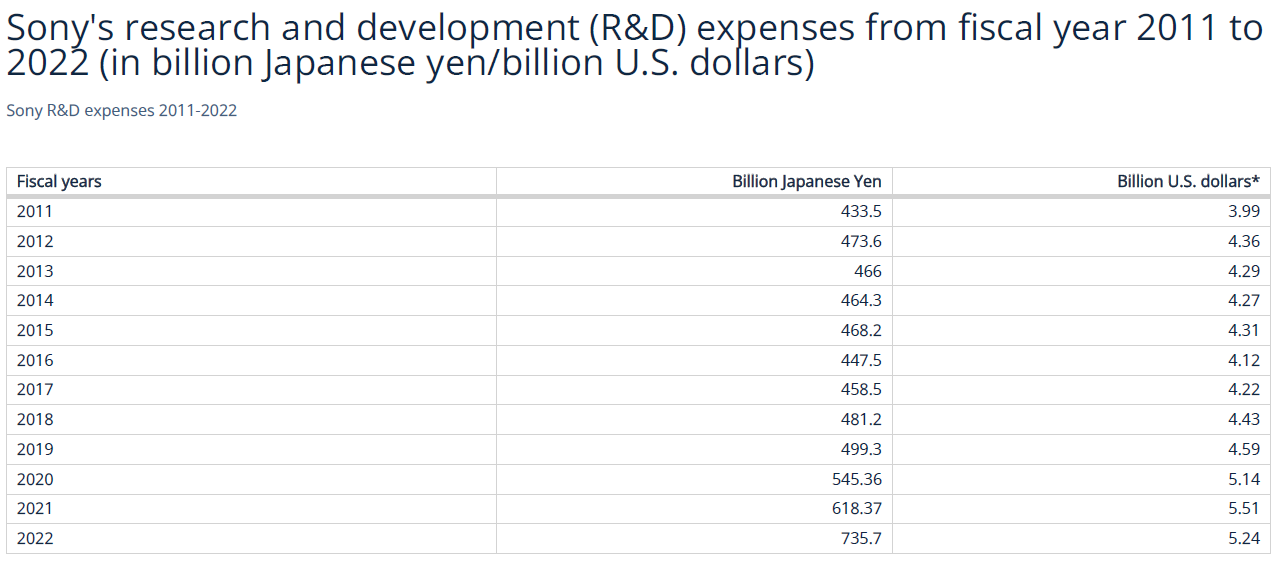 Sony's research and development (R&D) expenses from fiscal year 2011 to
2022 (in billion Japanese yen/billion U.S. dollars)
Sony R&D expenses 2011-2022
Fiscal years Billion Japanese Yen Billion U.S. dollars*
2011 433.5 3.99
2012 473.6 4.36
2013 466 4.29
2014 464.3 4.27
2015 468.2 4.31
2016 447.5 4.12
2017 458.5 4.22
2018 481.2 4.43
2019 499.3 4.59
2020 545.36 5.14
2021 618.37 5.51
2022 735.7 5.24